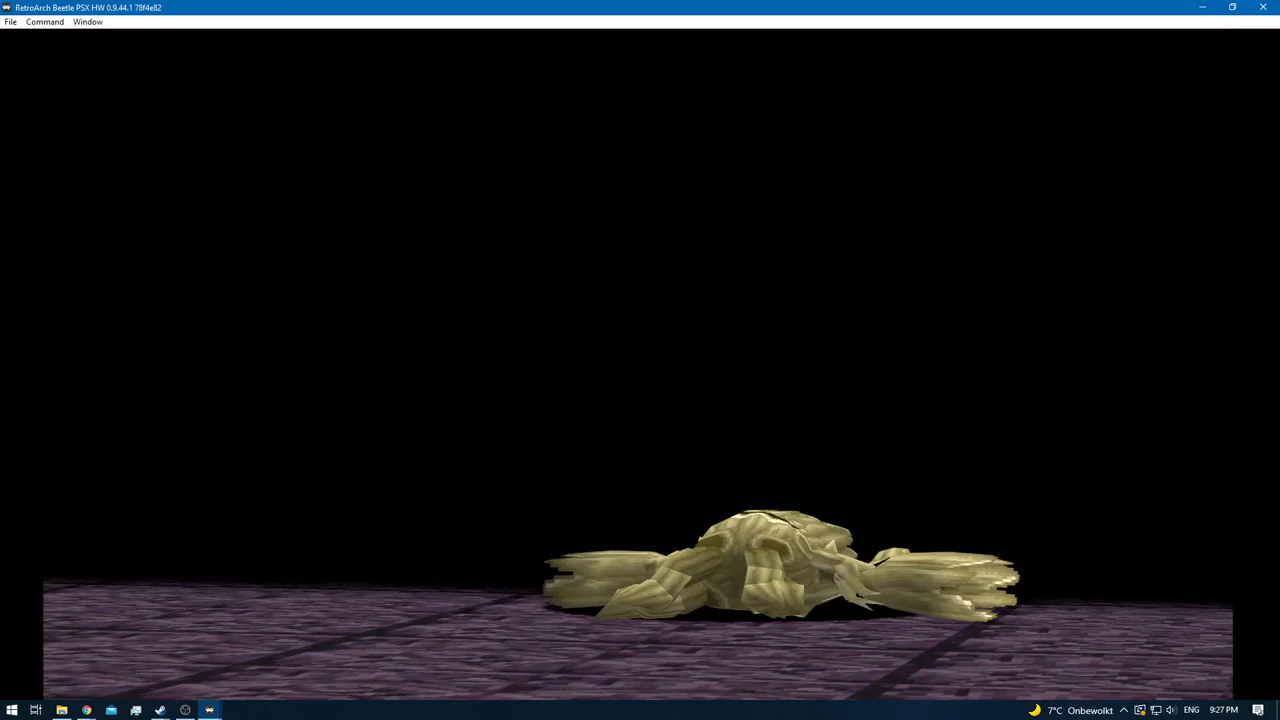 RetroArch Beetle PSX HW 0.9.44.1 78f4e82
File Command Window
7°C Onbewolkt ENG 9:27 PM